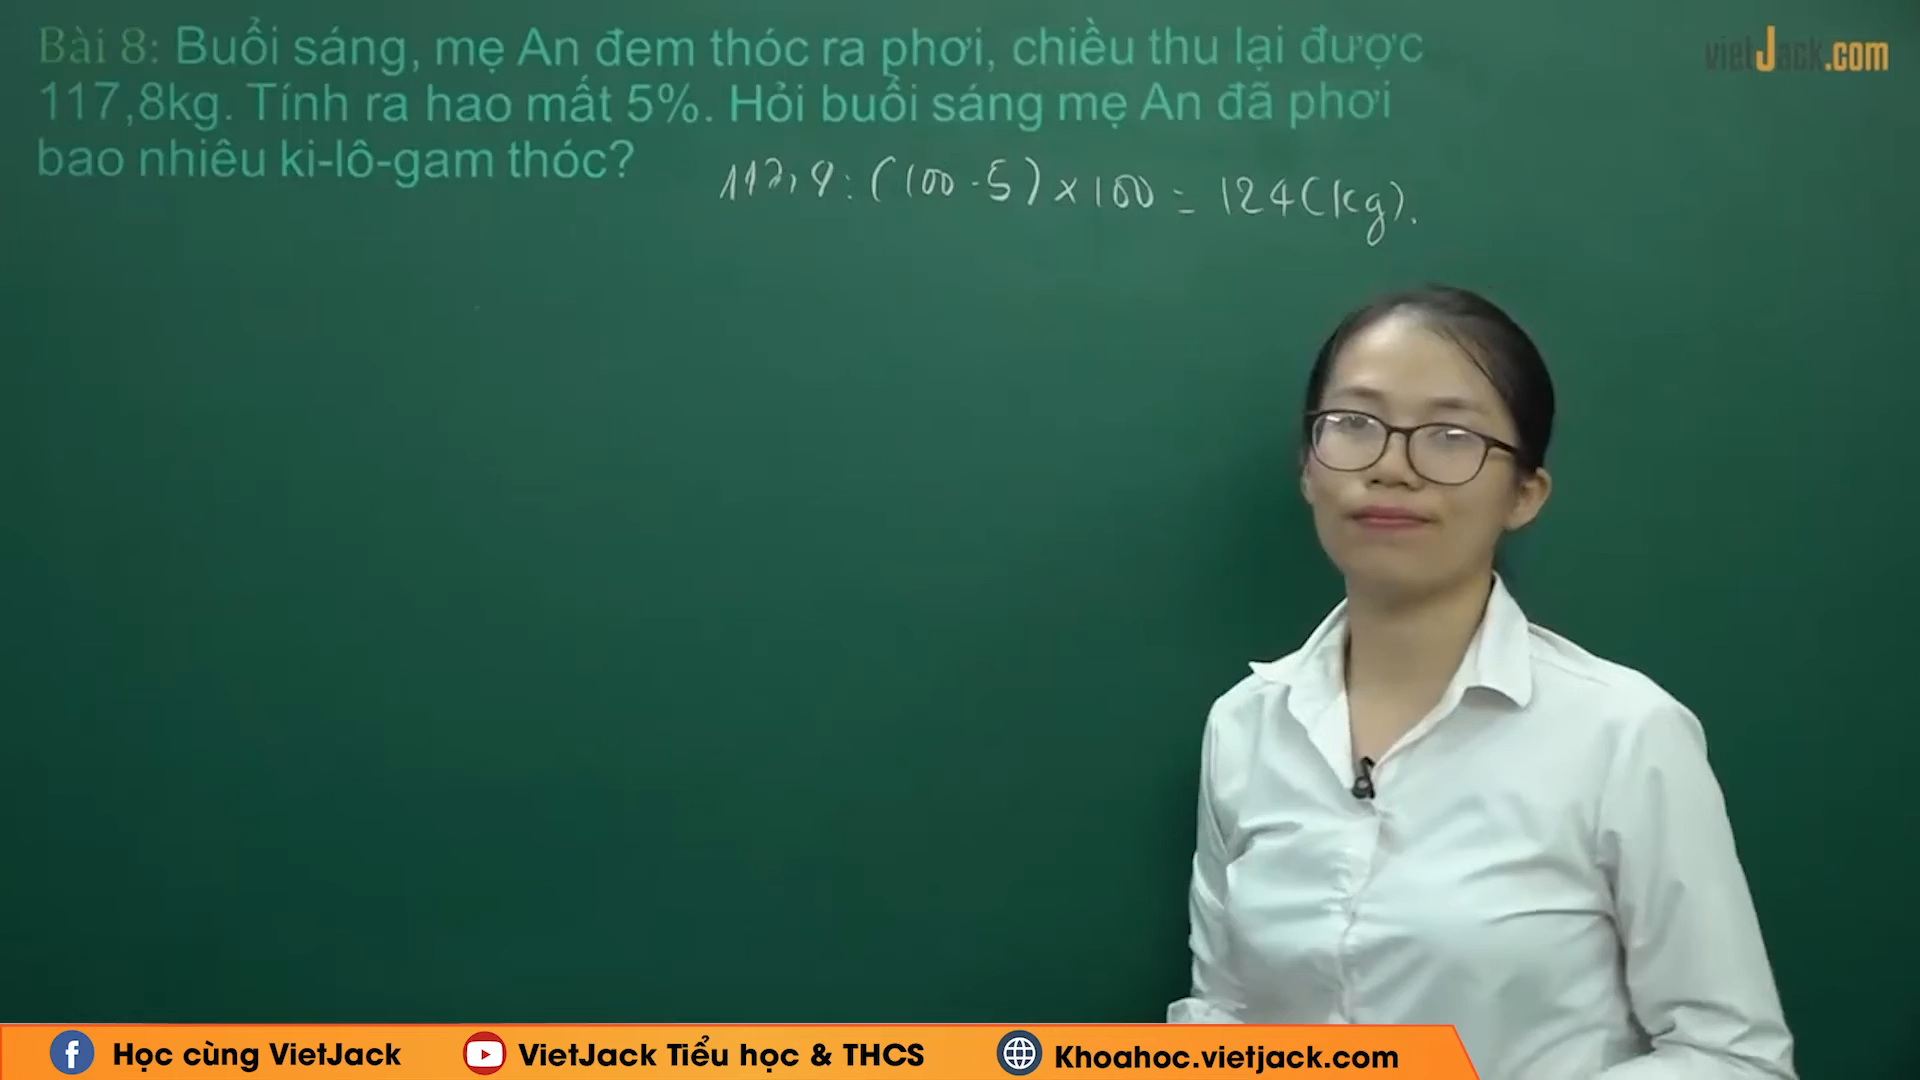 Bài 8: Buổi sáng, mẹ An đem thóc ra phơi, chiều thu lại được
117,8kg. Tính ra hao mất 5%. Hỏi buổi sáng mẹ An đã phơi
bao nhiêu ki-lô-gam thóc?
117,8 : (100 - 5) × 100 = 124 (kg).
vietJack.com
Học cùng VietJack
VietJack Tiểu học & THCS
Khoahoc.vietjack.com